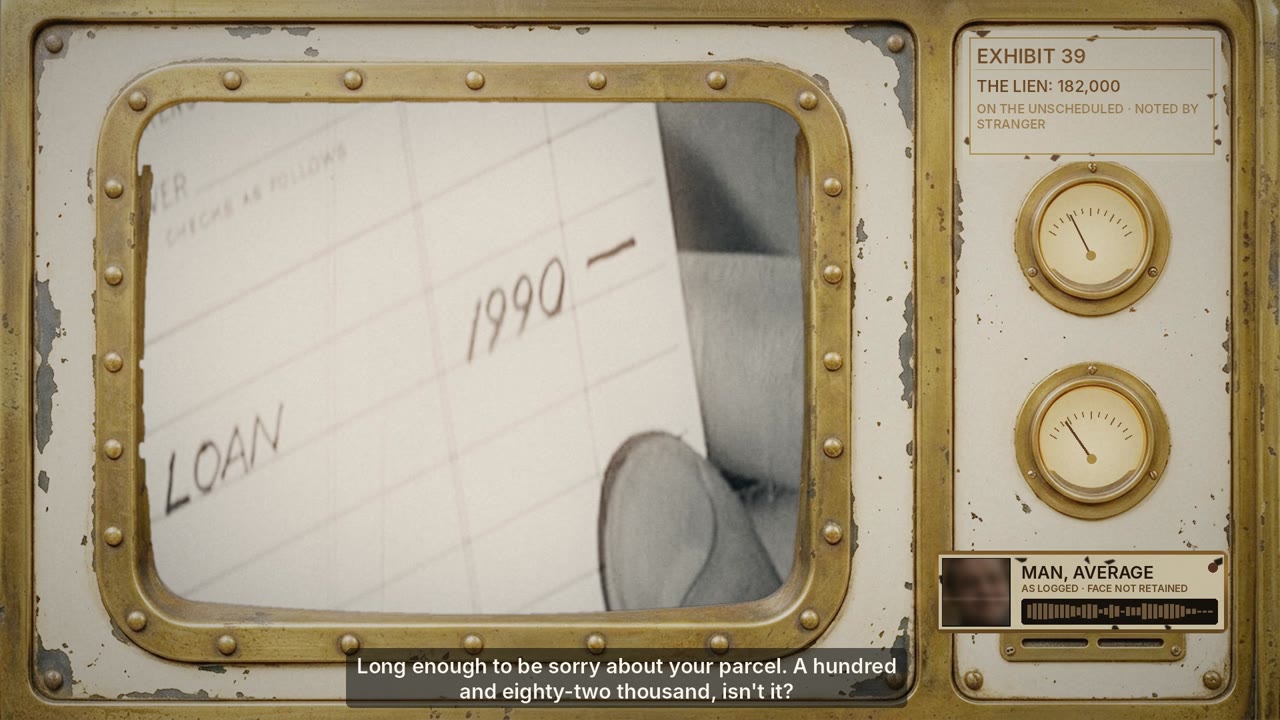 CHECKS AS FOLLOWS
1990 —
LOAN
EXHIBIT 39
THE LIEN: 182,000
ON THE UNSCHEDULED · NOTED BY
STRANGER
MAN, AVERAGE
AS LOGGED · FACE NOT RETAINED
Long enough to be sorry about your parcel. A hundred
and eighty-two thousand, isn't it?